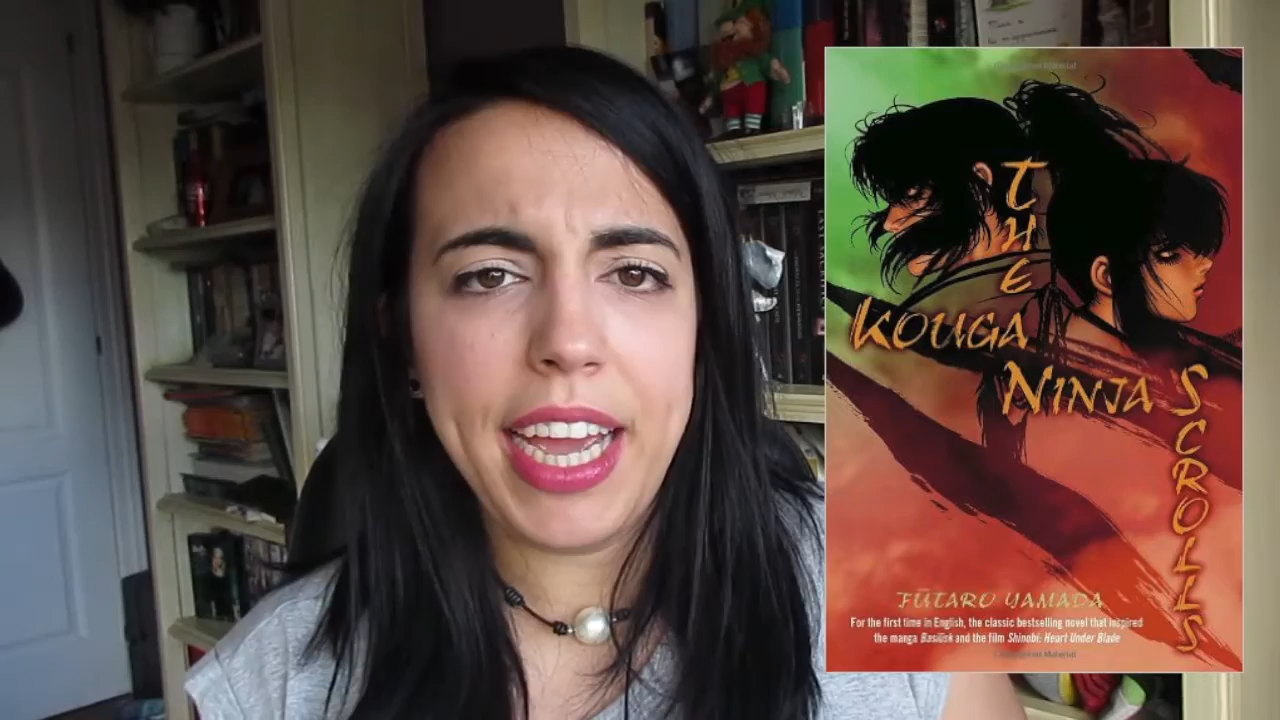 THE
KOUGA
NINJA
SCROLLS
FŪTARO YAMADA
For the first time in English, the classic bestselling novel that inspired
the manga Basilisk and the film Shinobi: Heart Under Blade